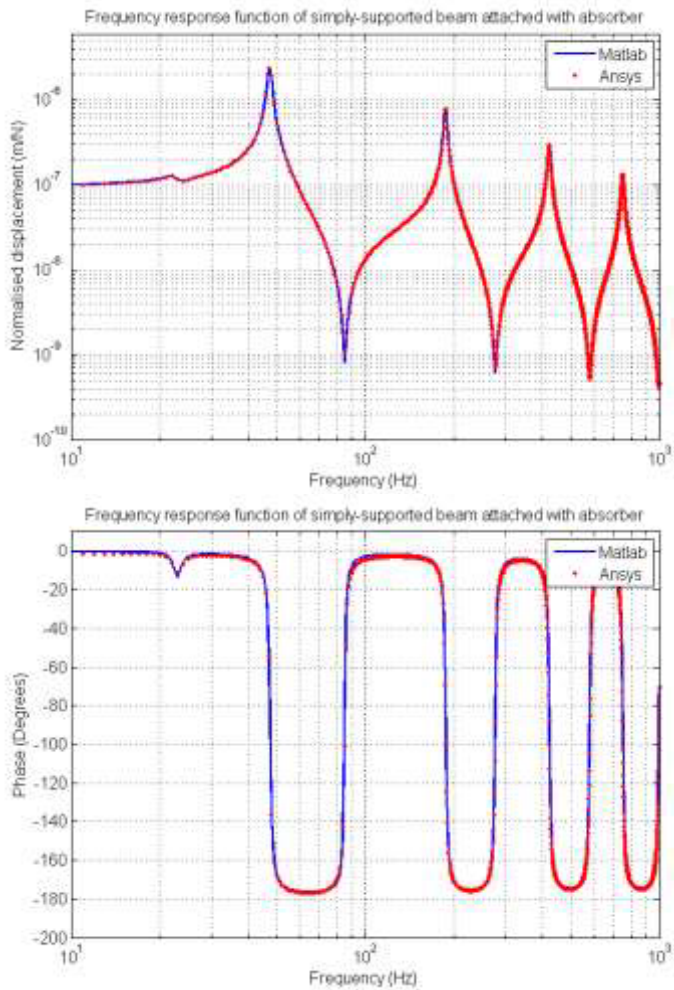 Frequency response function of simply-supported beam attached with absorber
Matlab
Ansys
10^-6
10^-7
10^-8
10^-9
10^-10
Normalised displacement (m/N)
10^1
10^2
10^3
Frequency (Hz)
Frequency response function of simply-supported beam attached with absorber
Matlab
Ansys
0
-20
-40
-60
-80
-100
-120
-140
-160
-180
-200
Phase (Degrees)
10^1
10^2
10^3
Frequency (Hz)